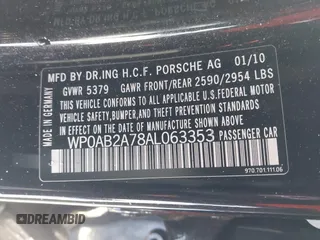 MFD BY DR.ING H.C.F. PORSCHE AG 01/10
GVWR 5379 GAWR FRONT/REAR 2590/2954 LBS
THIS VEHICLE CONFORMS TO ALL APPLICABLE U.S. FEDERAL MOTOR
VEHICLE SAFETY, BUMPER, AND THEFT PREVENTION STANDARDS
IN EFFECT ON THE DATE OF MANUFACTURE SHOWN ABOVE.
WP0AB2A78AL063353 PASSENGER CAR
MADE IN GERMANY
970.701.111.06
DREAMBID